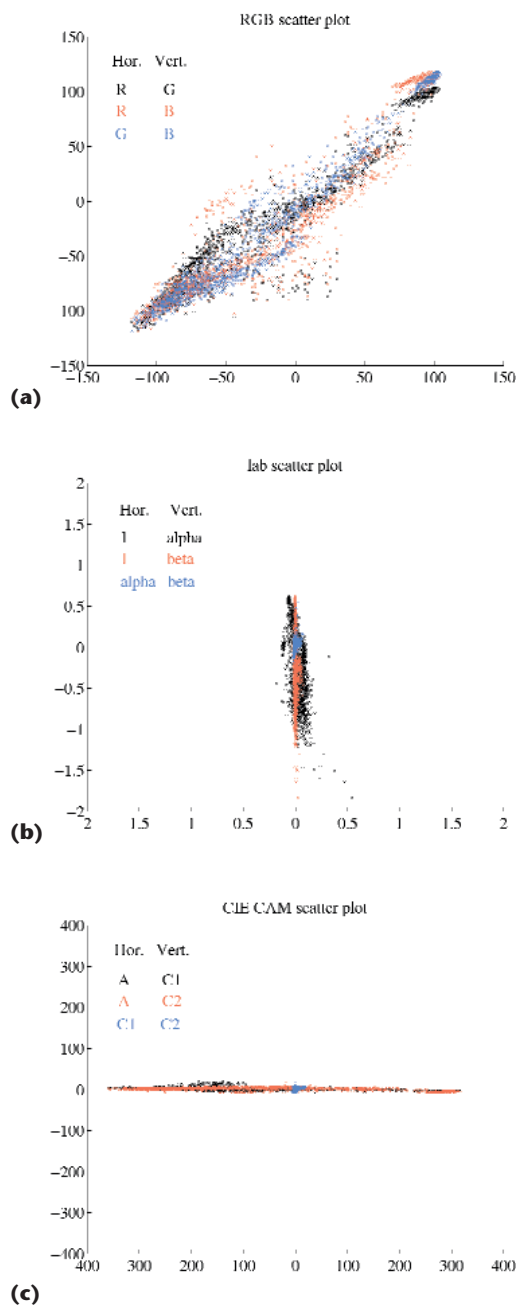 RGB scatter plot
150
100
50
0
−50
100
−150
Hor. Vert.
R G
R B
G B
−150 −100 −50 0 50 100 150
(a)
lab scatter plot
2
1.5
1
0.5
0
−0.5
−1
−1.5
−2
Hor. Vert.
l alpha
l beta
alpha beta
2 1.5 1 0.5 0 0.5 1 1.5 2
(b)
CIE CAM scatter plot
400
300
200
100
0
−100
−200
−300
−400
Hor. Vert.
A C1
A C2
C1 C2
400 300 200 100 0 100 200 300 400
(c)